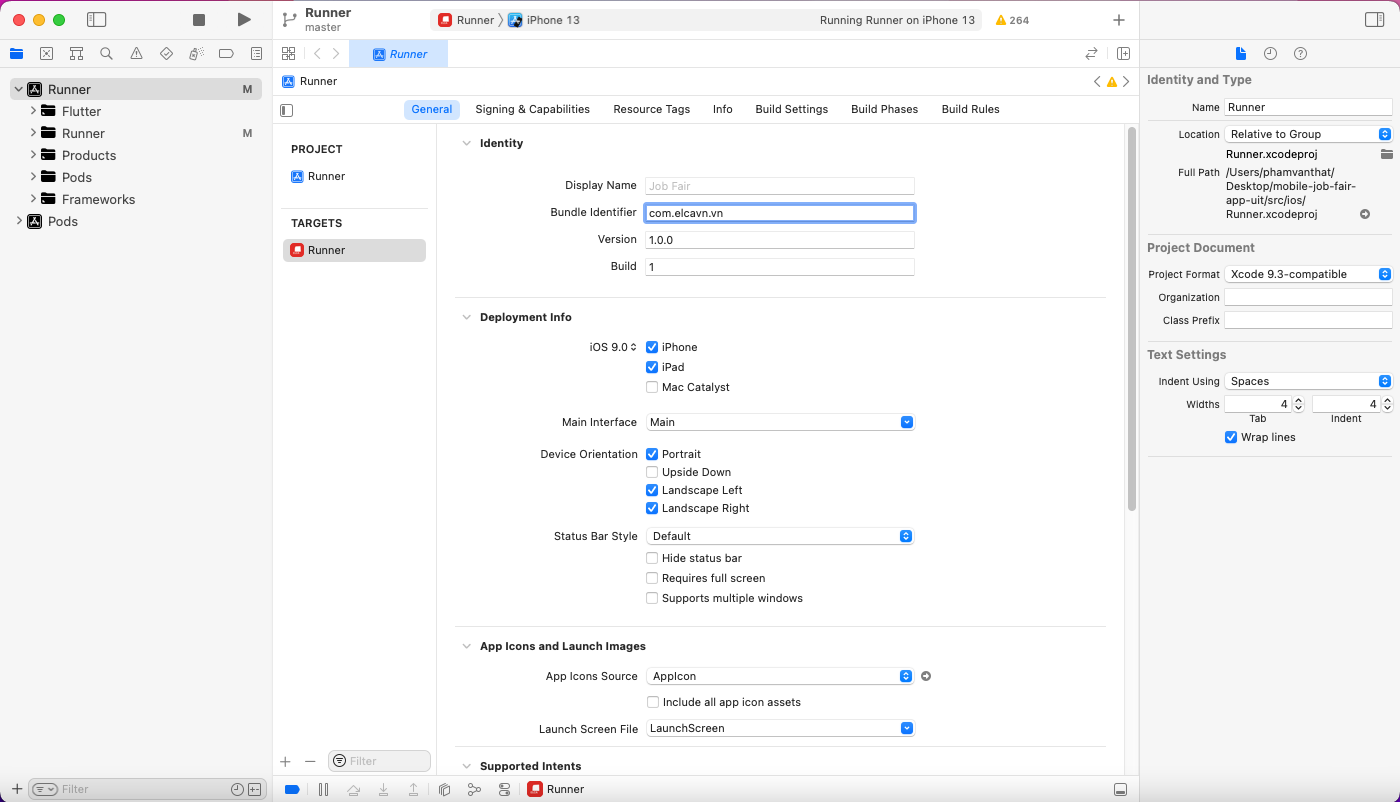 Runner
master
Runner
iPhone 13
Running Runner on iPhone 13
264
Runner
Runner
Runner M
Flutter
Runner M
Products
Pods
Frameworks
Pods
Filter
General
Signing & Capabilities
Resource Tags
Info
Build Settings
Build Phases
Build Rules
PROJECT
Runner
TARGETS
Runner
Filter
Identity
Display Name Job Fair
Bundle Identifier com.elcavn.vn
Version 1.0.0
Build 1
Deployment Info
iOS 9.0 iPhone
iPad
Mac Catalyst
Main Interface Main
Device Orientation Portrait
Upside Down
Landscape Left
Landscape Right
Status Bar Style Default
Hide status bar
Requires full screen
Supports multiple windows
App Icons and Launch Images
App Icons Source AppIcon
Include all app icon assets
Launch Screen File LaunchScreen
Supported Intents
Runner
Identity and Type
Name Runner
Location Relative to Group
Runner.xcodeproj
Full Path /Users/phamvanthat/
Desktop/mobile-job-fair-
app-uit/src/ios/
Runner.xcodeproj
Project Document
Project Format Xcode 9.3-compatible
Organization
Class Prefix
Text Settings
Indent Using Spaces
Widths 4 4
Tab Indent
Wrap lines